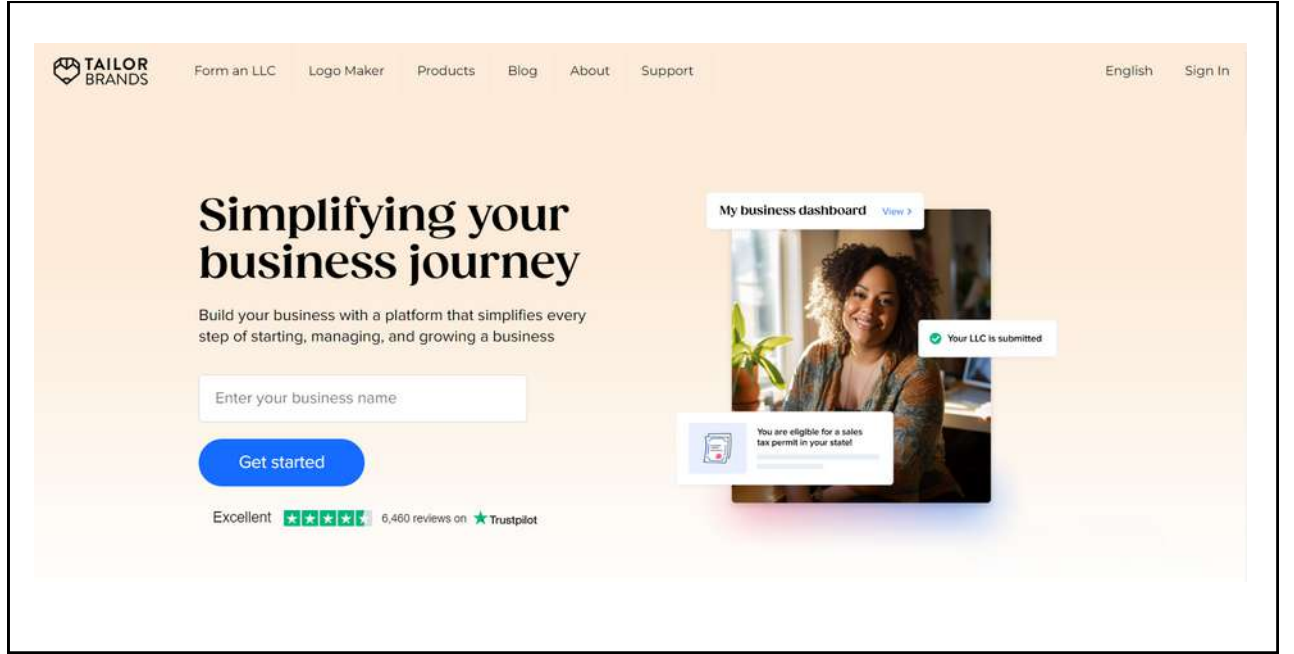 TAILOR
BRANDS
Form an LLC Logo Maker Products Blog About Support English Sign In
Simplifying your
business journey
Build your business with a platform that simplifies every
step of starting, managing, and growing a business
Enter your business name
Get started
Excellent 6,460 reviews on Trustpilot
My business dashboard View >
Your LLC is submitted
You are eligible for a sales
tax permit in your state!